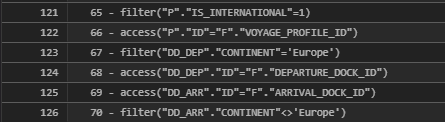 121 65 - filter("P"."IS_INTERNATIONAL"=1)
122 66 - access("P"."ID"="F"."VOYAGE_PROFILE_ID")
123 67 - filter("DD_DEP"."CONTINENT"='Europe')
124 68 - access("DD_DEP"."ID"="F"."DEPARTURE_DOCK_ID")
125 69 - access("DD_ARR"."ID"="F"."ARRIVAL_DOCK_ID")
126 70 - filter("DD_ARR"."CONTINENT"<>'Europe')